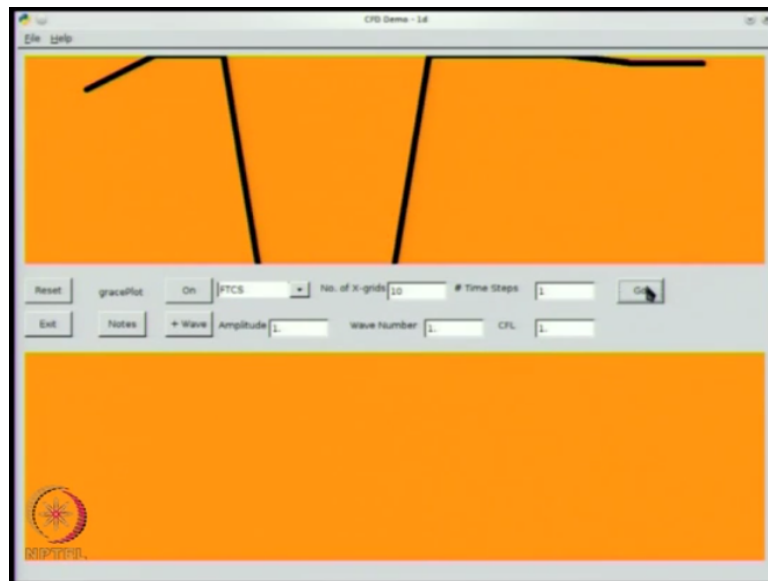 CFD Demo - 1d
File Help
Reset gracePlot On FTCS No. of X-grids 10 # Time Steps 1
Exit Notes + Wave Amplitude 1. Wave Number 1. CFL 1.
NPTEL